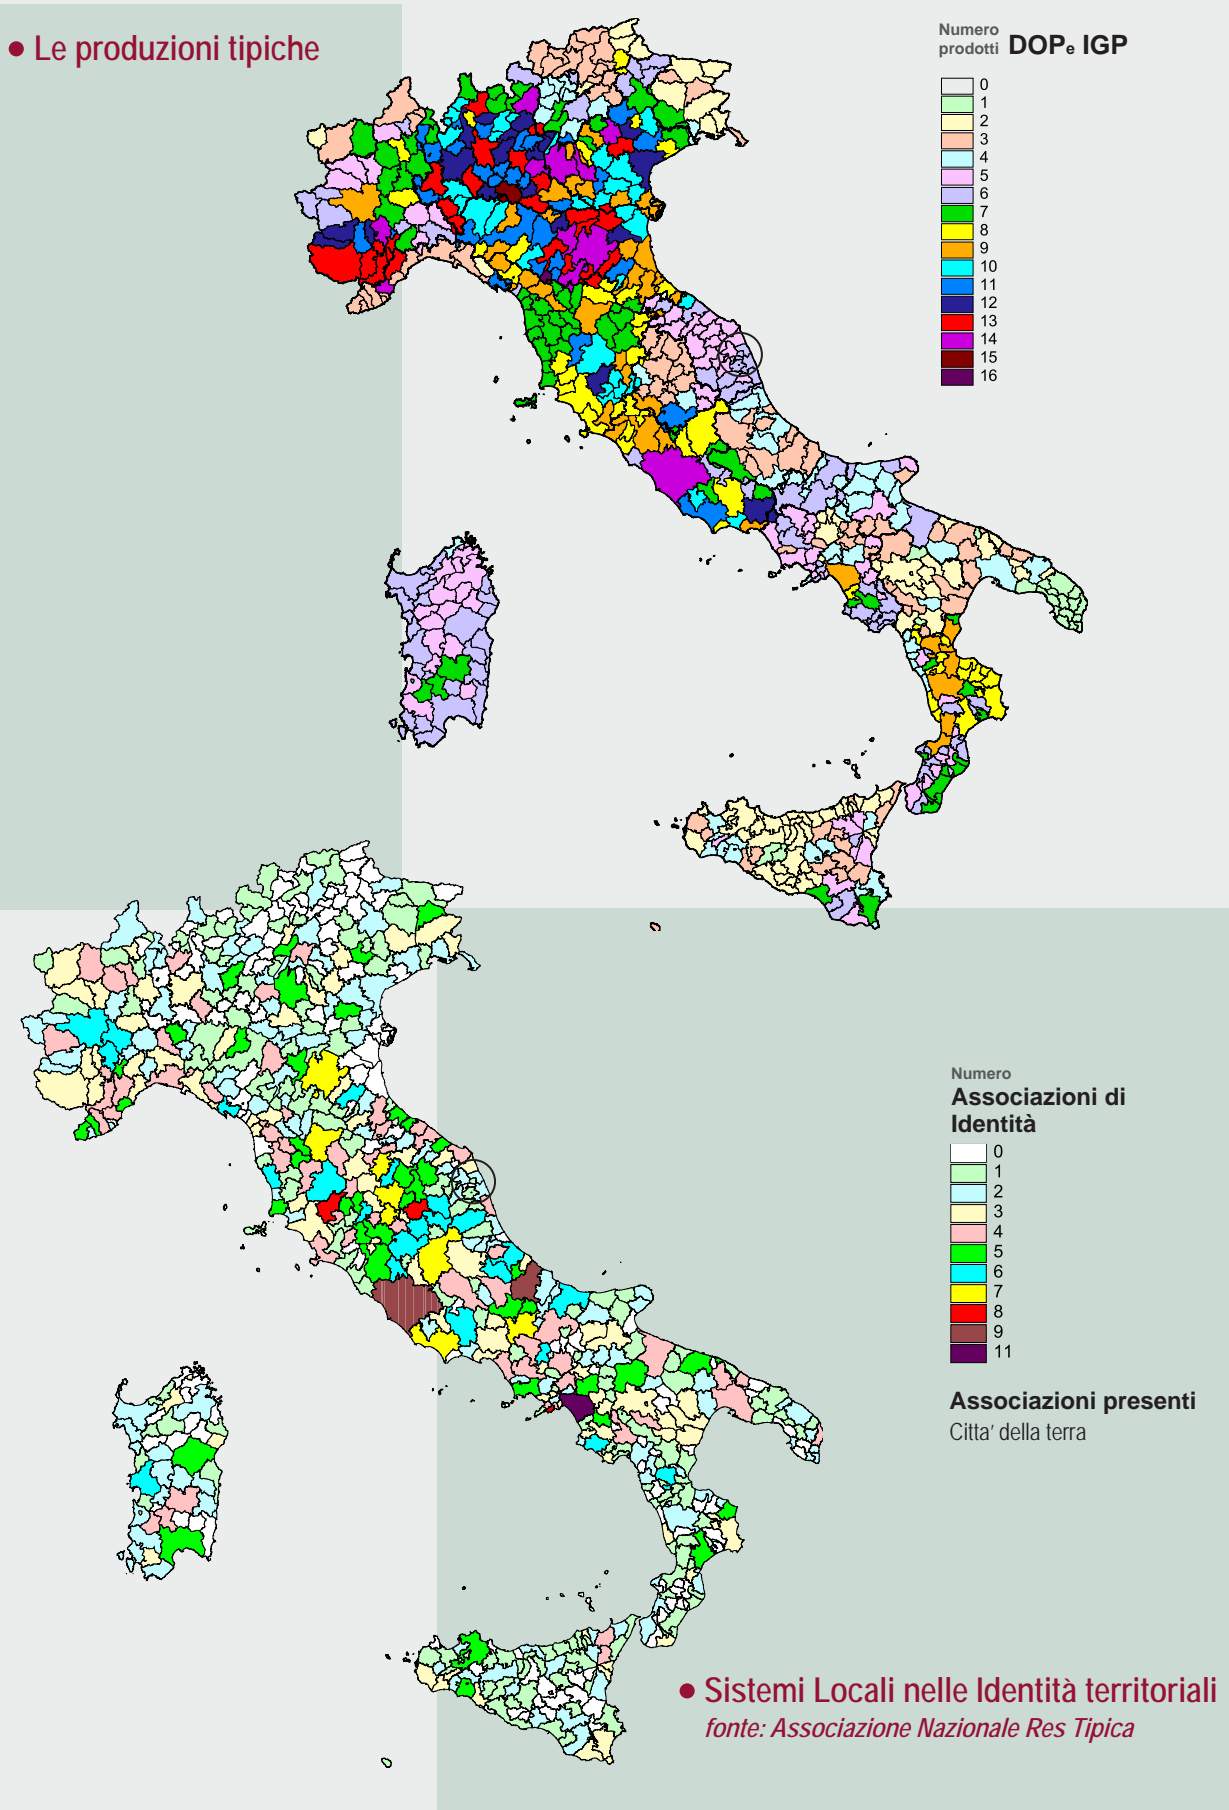 • Le produzioni tipiche
Numero
prodotti DOPe IGP
0
1
2
3
4
5
6
7
8
9
10
11
12
13
14
15
16
Numero
Associazioni di
Identità
0
1
2
3
4
5
6
7
8
9
11
Associazioni presenti
Citta' della terra
• Sistemi Locali nelle Identità territoriali
fonte: Associazione Nazionale Res Tipica